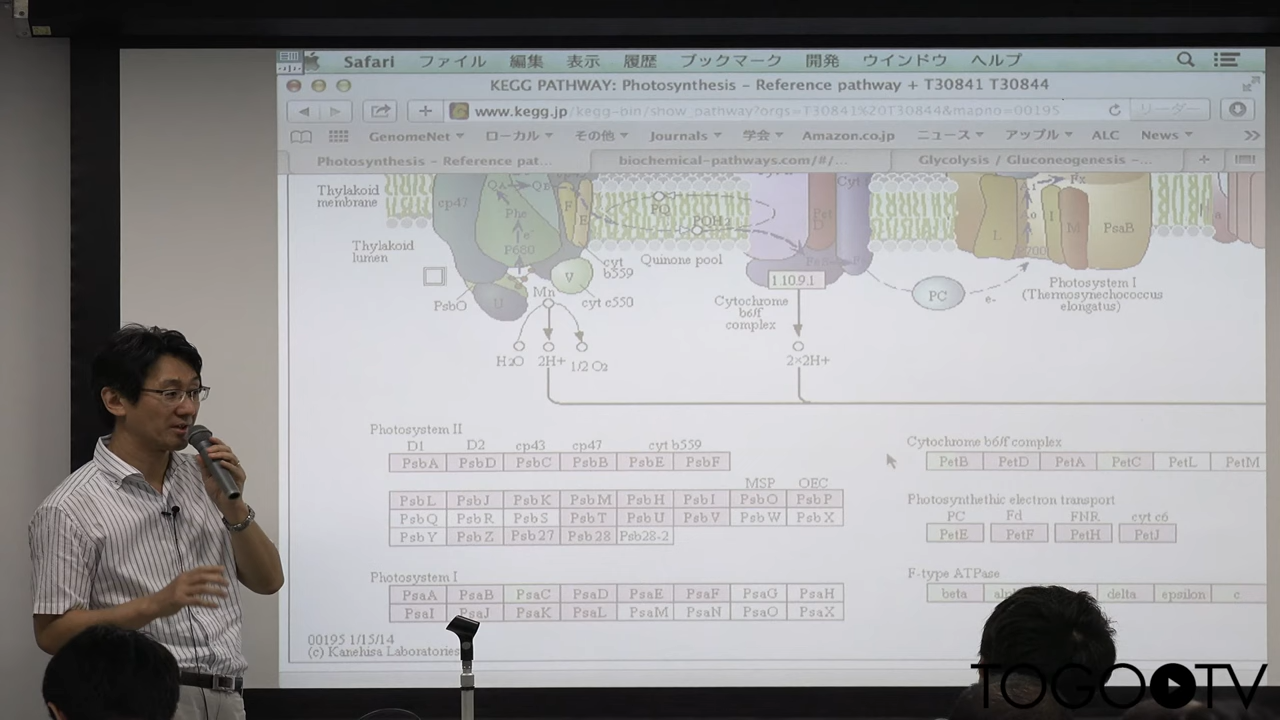 Safari ファイル 編集 表示 履歴 ブックマーク 開発 ウインドウ ヘルプ
KEGG PATHWAY: Photosynthesis – Reference pathway + T30841 T30844
www.kegg.jp/kegg-bin/show_pathway?orgs=T30841%20T30844&mapno=00195
リーダー
GenomeNet ローカル その他 Journals 学会 Amazon.co.jp ニュース アップル ALC News
Photosynthesis – Reference pat...
biochemical-pathways.com/#/...
Glycolysis / Gluconeogenesis –...
Thylakoid
membrane
cp47 QA QE
Phe
P680
F
E
PQ
PQH2
Fx
L
I
M
PsaB
a
Thylakoid
lumen
e-
V
cyt
b559
Quinone pool
1.10.9.1
PC
e-
Photosystem I
(Thermosynechococcus
elongatus)
PsbO
U
Mn
cyt c550
Cytochrome
b6/f
complex
H2O 2H+ 1/2 O2
2×2H+
Photosystem II
D1 D2 cp43 cp47 cyt b559
PsbA PsbD PsbC PsbB PsbE PsbF
MSP OEC
PsbL PsbJ PsbK PsbM PsbH PsbI PsbO PsbP
PsbQ PsbR PsbS PsbT PsbU PsbV PsbW PsbX
PsbY PsbZ Psb27 Psb28 Psb28-2
Photosystem I
PsaA PsaB PsaC PsaD PsaE PsaF PsaG PsaH
PsaI PsaJ PsaK PsaL PsaM PsaN PsaO PsaX
Cytochrome b6/f complex
PetB PetD PetA PetC PetL PetM
Photosynthethic electron transport
PC Fd FNR cyt c6
PetE PetF PetH PetJ
F-type ATPase
beta delta epsilon c
00195 1/15/14
(c) Kanehisa Laboratories
TOGOTV